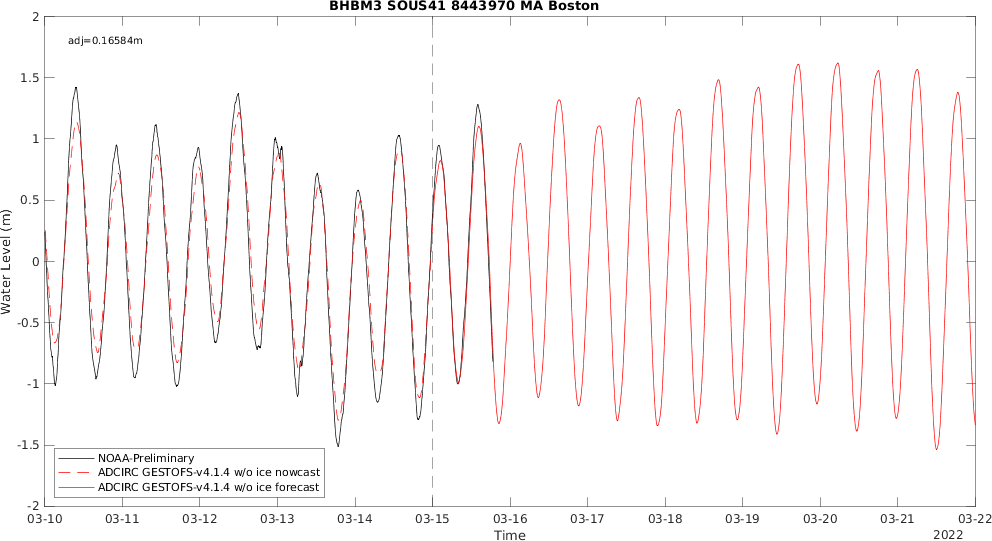 BHBM3 SOUS41 8443970 MA Boston
adj=0.16584m
2
1.5
1
0.5
0
-0.5
-1
-1.5
-2
Water Level (m)
NOAA-Preliminary
ADCIRC GESTOFS-v4.1.4 w/o ice nowcast
ADCIRC GESTOFS-v4.1.4 w/o ice forecast
03-10 03-11 03-12 03-13 03-14 03-15 03-16 03-17 03-18 03-19 03-20 03-21 03-22
Time
2022